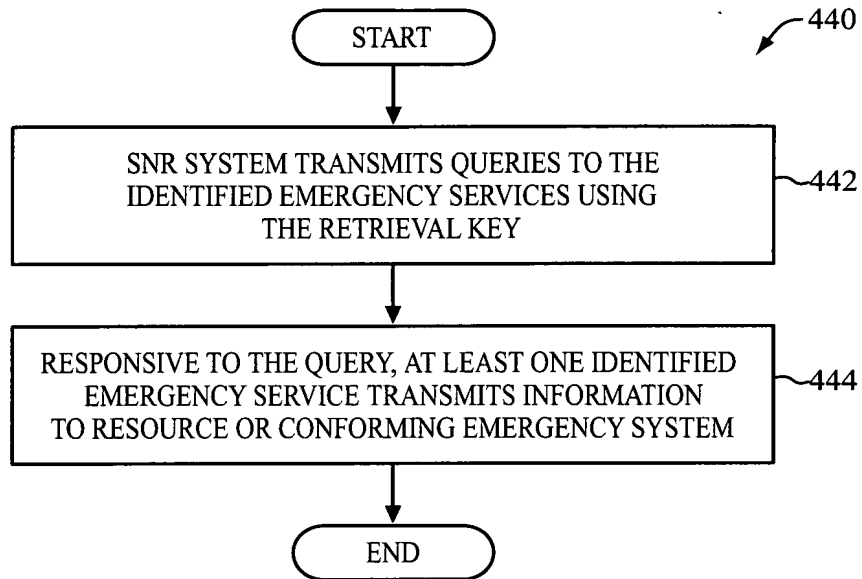 START
440
SNR SYSTEM TRANSMITS QUERIES TO THE
IDENTIFIED EMERGENCY SERVICES USING
THE RETRIEVAL KEY
442
RESPONSIVE TO THE QUERY, AT LEAST ONE IDENTIFIED
EMERGENCY SERVICE TRANSMITS INFORMATION
TO RESOURCE OR CONFORMING EMERGENCY SYSTEM
444
END